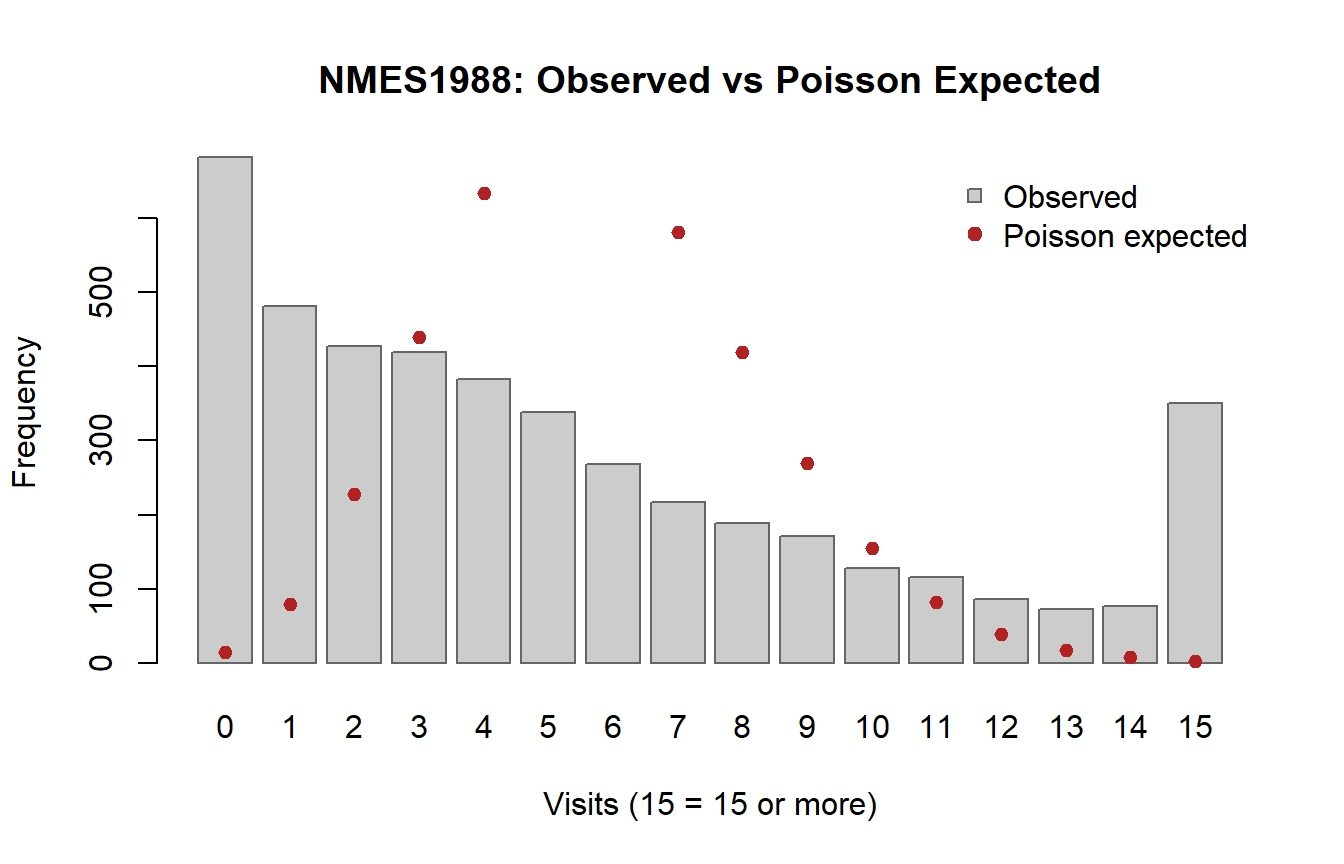 NMES1988: Observed vs Poisson Expected
Observed
Poisson expected
Frequency
500
300
100
0
0 1 2 3 4 5 6 7 8 9 10 11 12 13 14 15
Visits (15 = 15 or more)